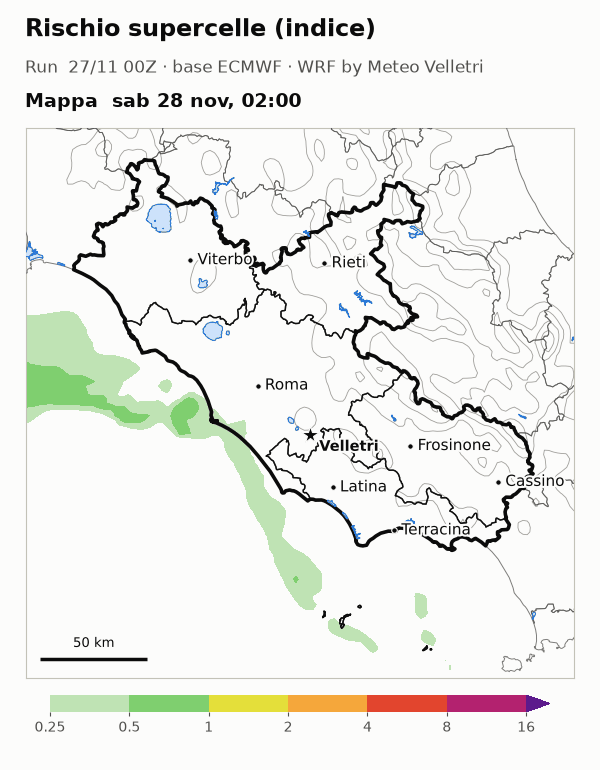 Rischio supercelle (indice)
Run 27/11 00Z · base ECMWF · WRF by Meteo Velletri
Mappa sab 28 nov, 02:00
Viterbo
Rieti
Roma
Velletri
Frosinone
Cassino
Latina
Terracina
50 km
0.25 0.5 1 2 4 8 16